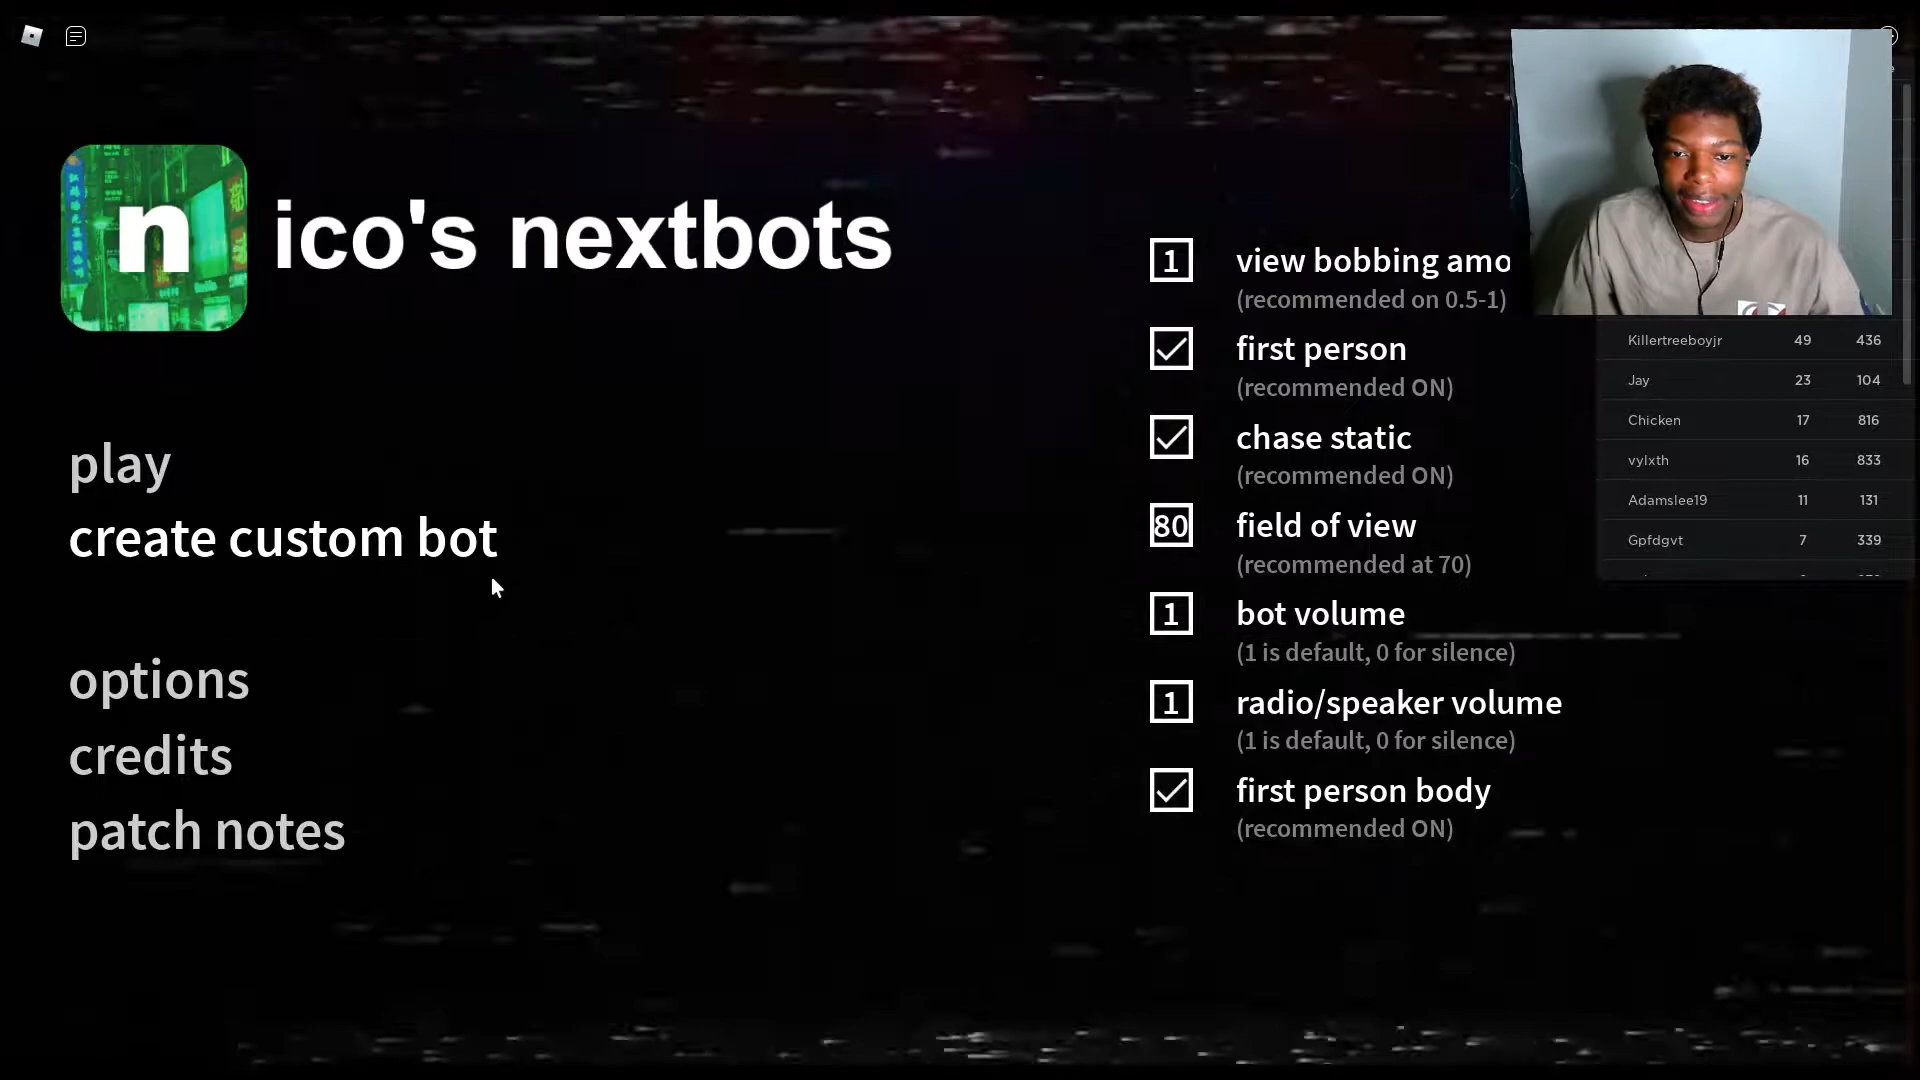 nico's nextbots
play
create custom bot
options
credits
patch notes
1 view bobbing amo
(recommended on 0.5-1)
first person
(recommended ON)
chase static
(recommended ON)
80 field of view
(recommended at 70)
1 bot volume
(1 is default, 0 for silence)
1 radio/speaker volume
(1 is default, 0 for silence)
first person body
(recommended ON)
Killertreeboyjr 49 436
Jay 23 104
Chicken 17 816
vylxth 16 833
Adamslee19 11 131
Gpfdgvt 7 339